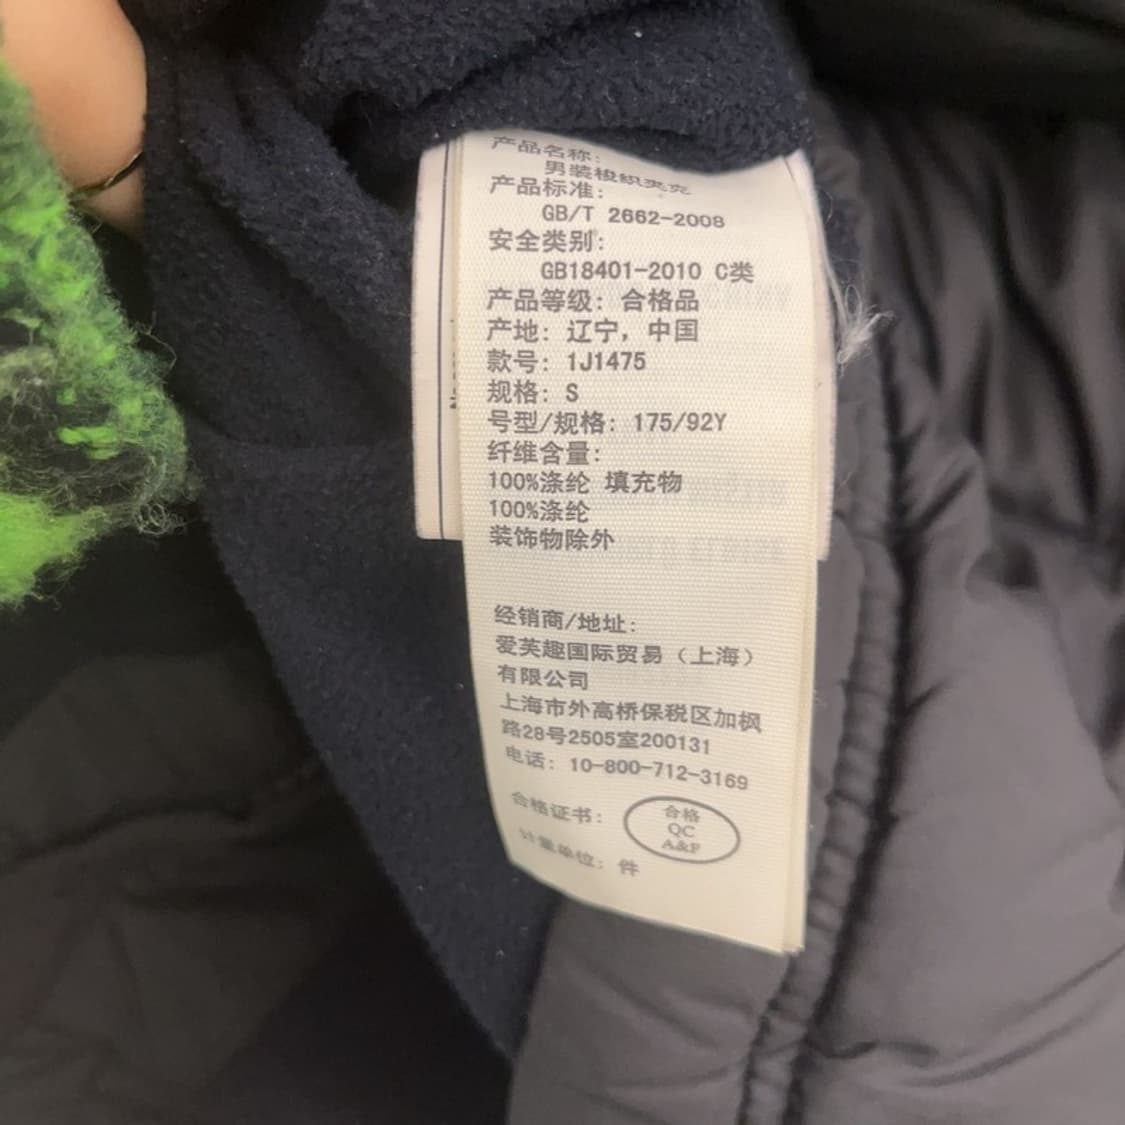 产品名称:
男装梭织夹克
产品标准:
GB/T 2662-2008
安全类别:
GB18401-2010 C类
产品等级: 合格品
产地: 辽宁, 中国
款号: 1J1475
规格: S
号型/规格: 175/92Y
纤维含量:
100%涤纶 填充物
100%涤纶
装饰物除外
经销商/地址:
爱芙趣国际贸易（上海）
有限公司
上海市外高桥保税区加枫
路28号2505室200131
电话: 10-800-712-3169
合格证书:
合格
QC
A&F
计量单位: 件